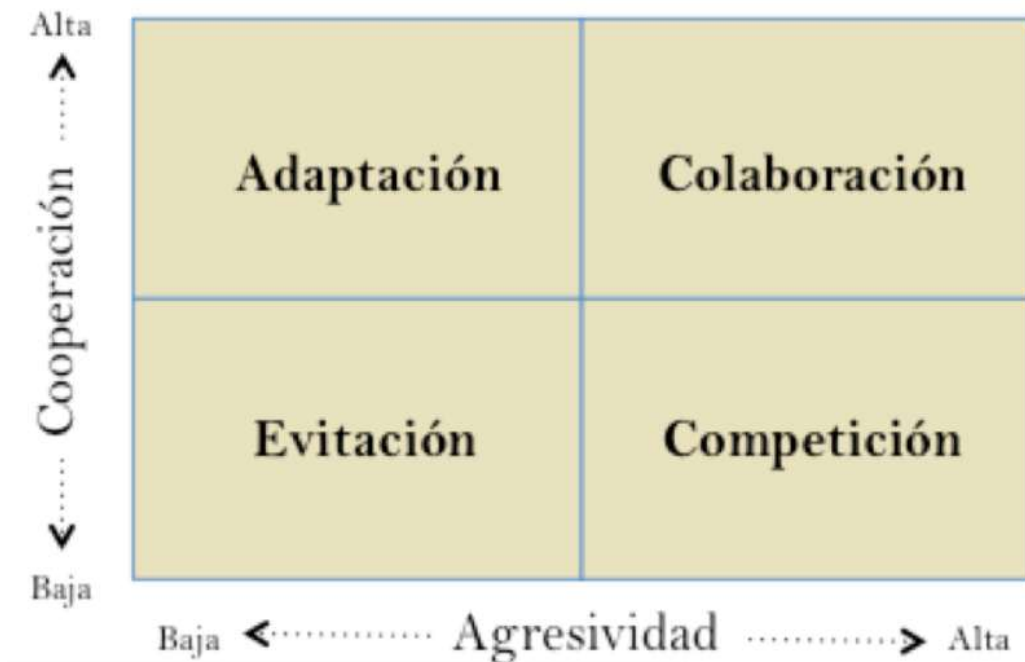 Alta
Adaptación
Colaboración
Cooperación
Evitación
Competición
Baja
Baja Agresividad Alta